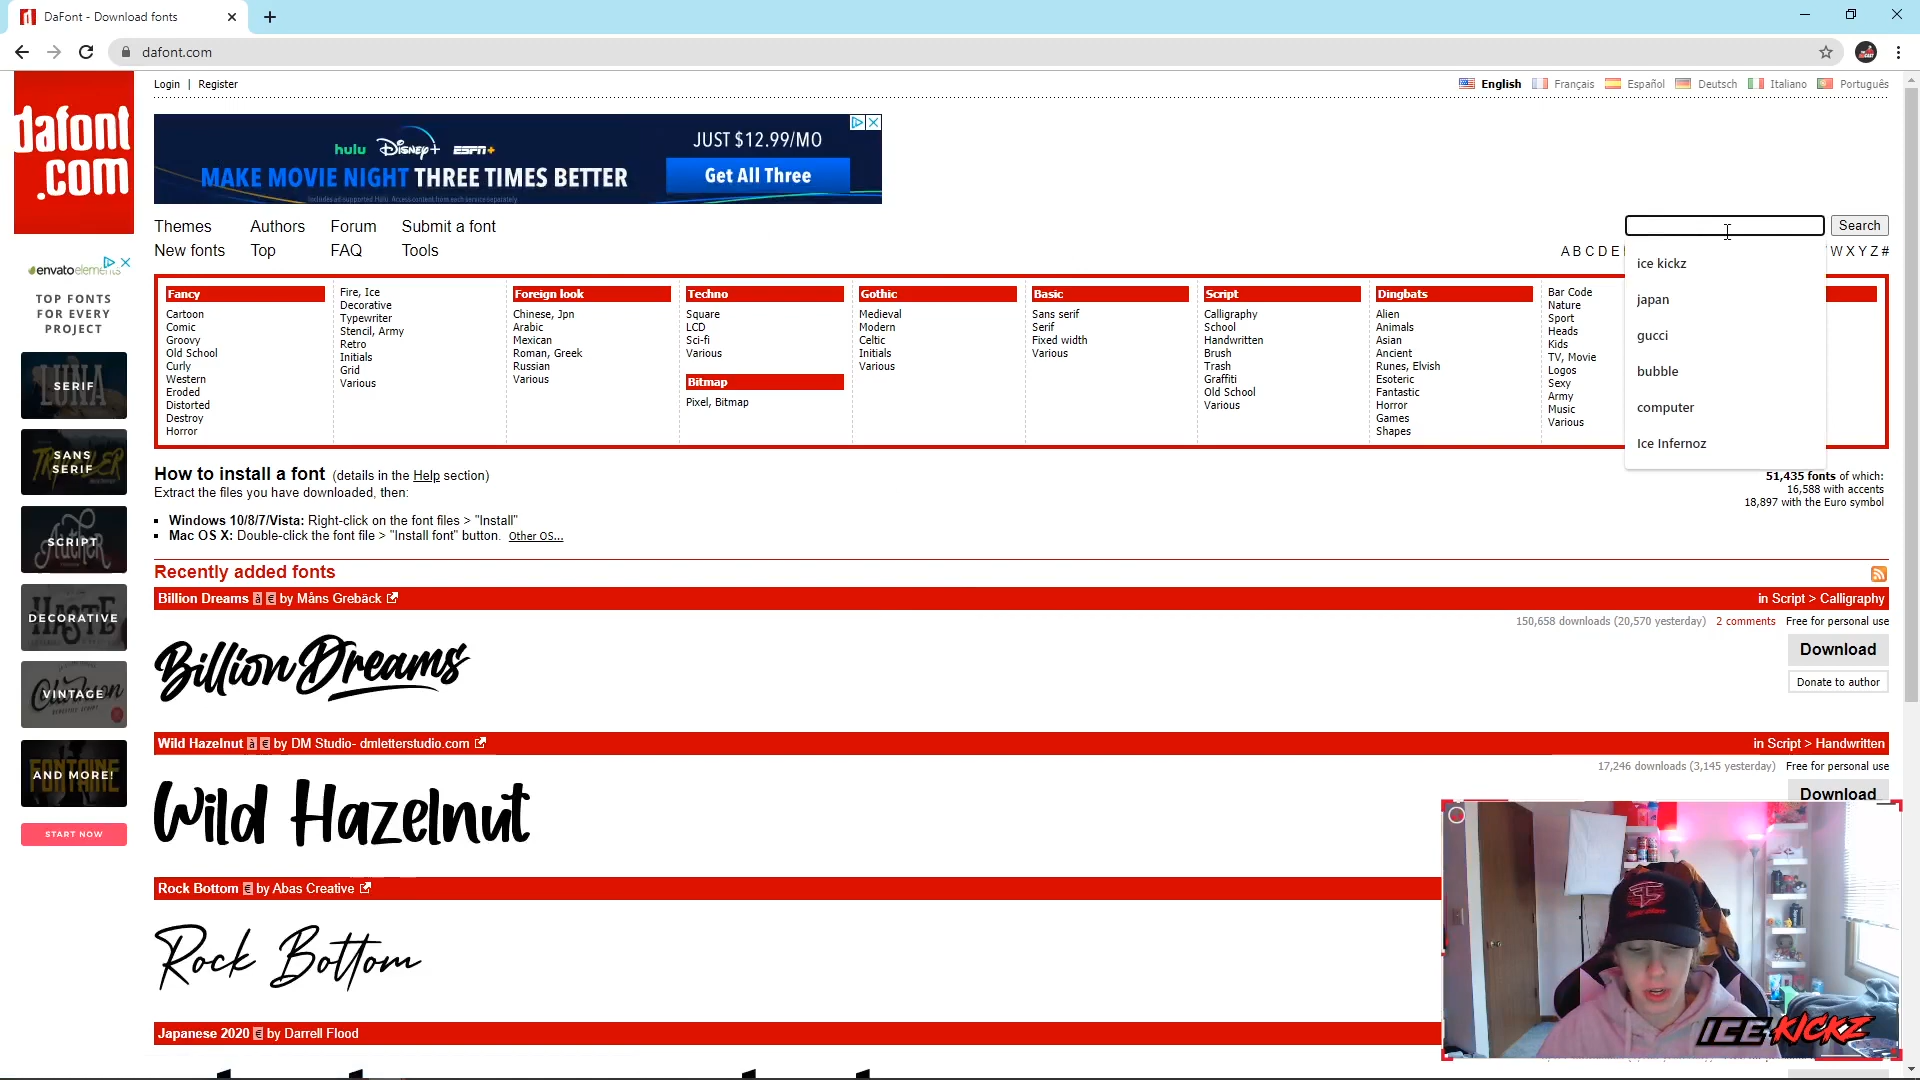 DaFont - Download fonts
dafont.com
Login | Register
English Français Español Deutsch Italiano Português
dafont
.com
hulu Disney+ ESPN+
MAKE MOVIE NIGHT THREE TIMES BETTER
JUST $12.99/MO
Get All Three
Themes Authors Forum Submit a font
New fonts Top FAQ Tools
Search
A B C D E
W X Y Z #
ice kickz
japan
gucci
bubble
computer
Ice Infernoz
envato elements
TOP FONTS
FOR EVERY
PROJECT
SERIF
SANS
SERIF
SCRIPT
DECORATIVE
VINTAGE
AND MORE!
START NOW
Fancy
Cartoon
Comic
Groovy
Old School
Curly
Western
Eroded
Distorted
Destroy
Horror
Fire, Ice
Decorative
Typewriter
Stencil, Army
Retro
Initials
Grid
Various
Foreign look
Chinese, Jpn
Arabic
Mexican
Roman, Greek
Russian
Various
Techno
Square
LCD
Sci-fi
Various
Bitmap
Pixel, Bitmap
Gothic
Medieval
Modern
Celtic
Initials
Various
Basic
Sans serif
Serif
Fixed width
Various
Script
Calligraphy
School
Handwritten
Brush
Trash
Graffiti
Old School
Various
Dingbats
Alien
Animals
Asian
Ancient
Runes, Elvish
Esoteric
Fantastic
Horror
Games
Shapes
Bar Code
Nature
Sport
Heads
Kids
TV, Movie
Logos
Sexy
Army
Music
Various
How to install a font (details in the Help section)
Extract the files you have downloaded, then:
Windows 10/8/7/Vista: Right-click on the font files > "Install"
Mac OS X: Double-click the font file > "Install font" button. Other OS...
51,435 fonts of which:
16,588 with accents
18,897 with the Euro symbol
Recently added fonts
Billion Dreams à € by Måns Grebäck
in Script > Calligraphy
150,658 downloads (20,570 yesterday) 2 comments Free for personal use
Billion Dreams
Download
Donate to author
Wild Hazelnut à € by DM Studio- dmletterstudio.com
in Script > Handwritten
17,246 downloads (3,145 yesterday) Free for personal use
Wild Hazelnut
Download
Rock Bottom € by Abas Creative
Rock Bottom
Japanese 2020 € by Darrell Flood
ICE KICKZ